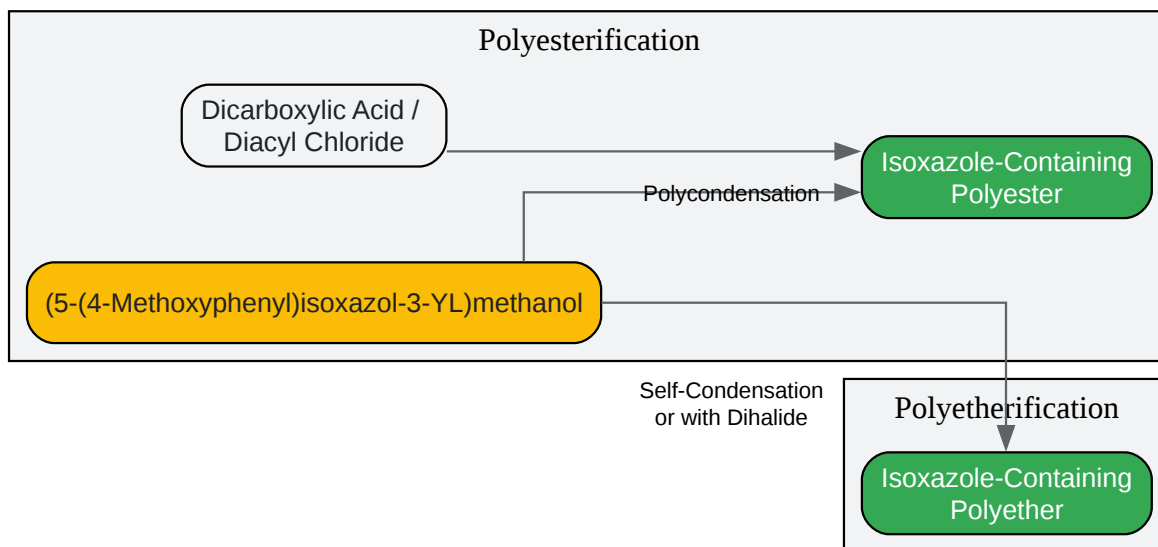 Polyesterification
Dicarboxylic Acid /
Diacyl Chloride
Isoxazole-Containing
Polyester
Polycondensation
(5-(4-Methoxyphenyl)isoxazol-3-YL)methanol
Self-Condensation
or with Dihalide
Polyetherification
Isoxazole-Containing
Polyether